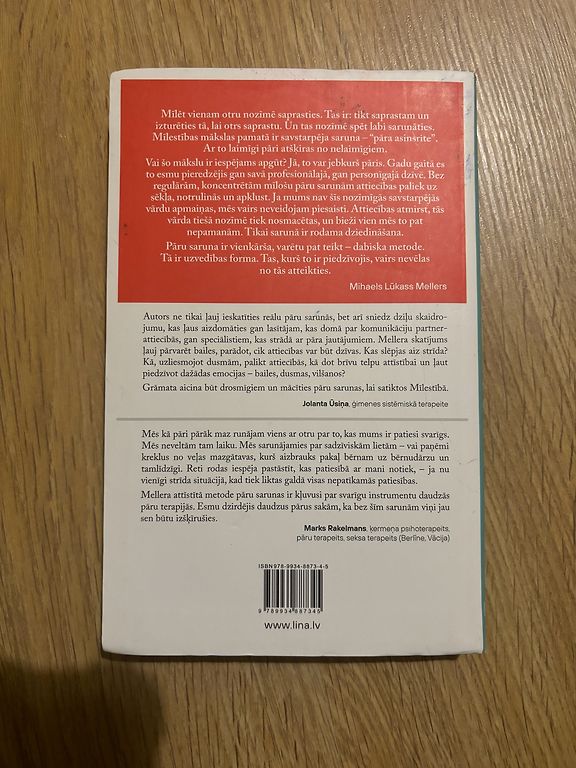 Mīlēt vienam otru nozīmē saprasties. Tas ir: tikt saprastam un
izturēties tā, lai otrs saprastu. Un tas nozīmē spēt labi sarunāties.
Mīlestības mākslas pamatā ir savstarpēja saruna – “pāra asinsrite”.
Ar to laimīgi pāri atšķiras no nelaimīgiem.
Vai šo mākslu ir iespējams apgūt? Jā, to var jebkurš pāris. Gadu gaitā es
to esmu pieredzējis gan savā profesionālajā, gan personīgajā dzīvē. Bez
regulārām, koncentrētām mīlošu pāru sarunām attiecības paliek uz
sēkļa, notrulinās un apklust. Ja mums nav šīs nozīmīgās savstarpējās
vārdu apmaiņas, mēs vairs neveidojam piesaisti. Attiecības atmirst, tās
vārda tiešā nozīmē tiek nosmacētas, un bieži vien mēs to pat
nepamanām. Tikai sarunā ir rodama dziedināšana.
Pāru saruna ir vienkārša, varētu pat teikt – dabiska metode.
Tā ir uzvedības forma. Tas, kurš to ir piedzīvojis, vairs nevēlas
no tās atteikties.
Mihaels Lūkass Mellers
Autors ne tikai ļauj ieskatīties reālu pāru sarunās, bet arī sniedz dziļu skaidro-
jumu, kas ļaus aizdomāties gan lasītājam, kas domā par komunikāciju partner-
attiecībās, gan speciālistiem, kas strādā ar pāra jautājumiem. Mellera skatījums
ļauj pārvarēt bailes, parādot, cik attiecības var būt dzīvas. Kas slēpjas aiz strīda?
Kā, uzliesmojot dusmām, palikt attiecībās, kā dot brīvu telpu attīstībai un ļaut
piedzīvot dažādas emocijas – bailes, dusmas, vilšanos?
Grāmata aicina būt drosmīgiem un mācīties pāru sarunas, lai satiktos Mīlestībā.
Jolanta Ūsiņa, ģimenes sistēmiskā terapeite
Mēs kā pāri pārāk maz runājam viens ar otru par to, kas mums ir patiesi svarīgs.
Mēs neveltām tam laiku. Mēs sarunājamies par sadzīviskām lietām – vai paņēmi
kreklus no veļas mazgātavas, kurš aizbrauks pakaļ bērnam uz bērnudārzu un
tamlīdzīgi. Reti rodas iespēja pastāstīt, kas patiesībā ar mani notiek, – ja nu
vienīgi strīda situācijā, kad tiek liktas galdā visas nepatīkamās patiesības.
Mellera attīstītā metode pāru sarunas ir kļuvusi par svarīgu instrumentu daudzās
pāru terapijās. Esmu dzirdējis daudzus pārus sakām, ka bez šīm sarunām viņi jau
sen būtu izšķīrušies.
Marks Rakelmans, ķermeņa psihoterapeits,
pāru terapeits, seksa terapeits (Berlīne, Vācija)
ISBN 978-9934-8873-4-5
9 789934 887345
www.lina.lv